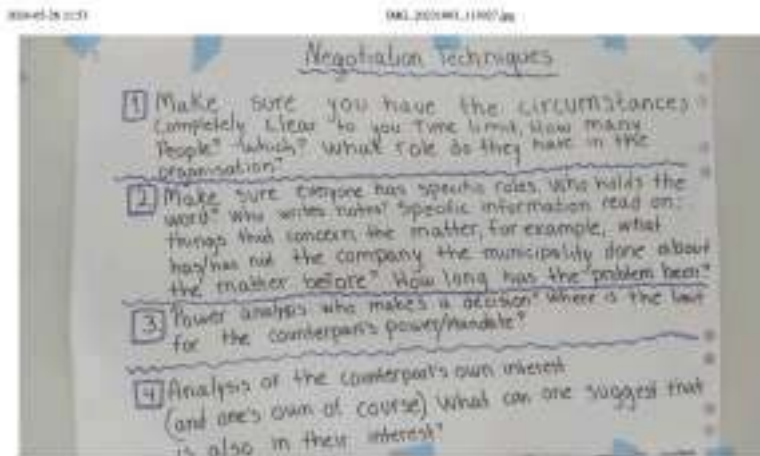 Negotiation Techniques
1 Make sure you have the circumstances
completely clear to you Time limit, How many
People? Which? What role do they have in the
organisation?
2 Make sure everyone has specific roles, who holds the
word? Who writes notes? Specific information read on:
things that concern the matter, for example, what
has/has not the company the municipality done about
the matter before? How long has the "problem been"
3. Power analysis who makes a decision? Where is the limit
for the counterpart's power/Mandate?
4 Analysis of the counterpart's own interest
(and one's own of course) What can one suggest that
is also in their interest?